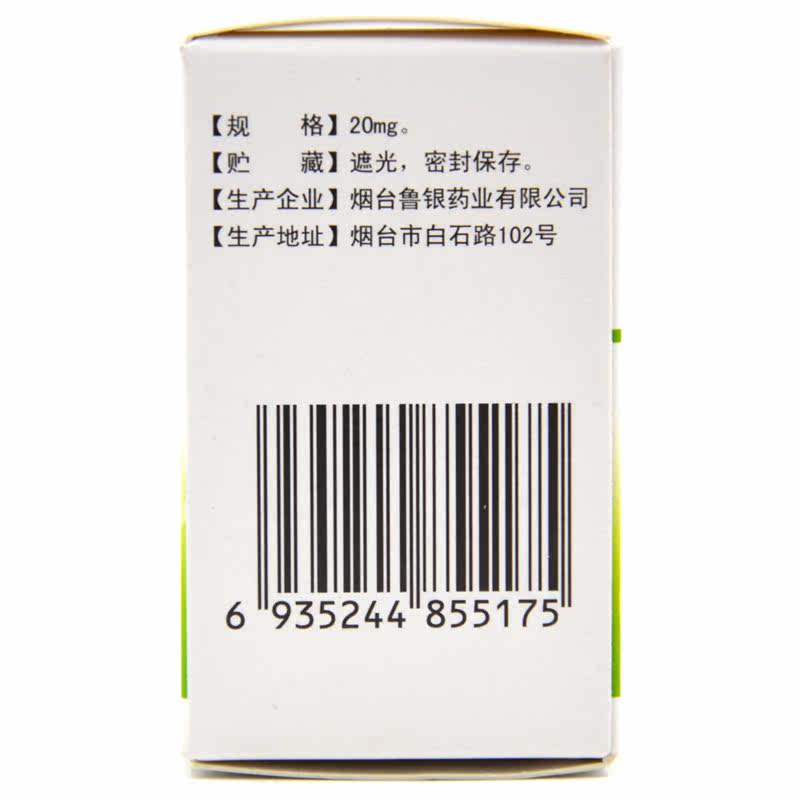 【规　　格】20mg。
【贮　　藏】遮光，密封保存。
【生产企业】烟台鲁银药业有限公司
【生产地址】烟台市白石路102号
6 935244 855175